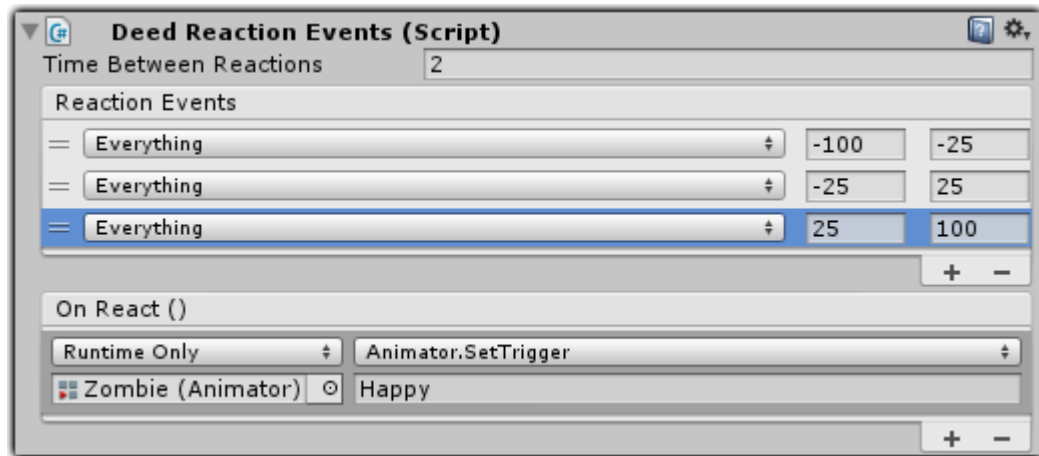 Deed Reaction Events (Script)
Time Between Reactions 2
Reaction Events
Everything -100 -25
Everything -25 25
Everything 25 100
+ −
On React ()
Runtime Only Animator.SetTrigger
Zombie (Animator) Happy
+ −